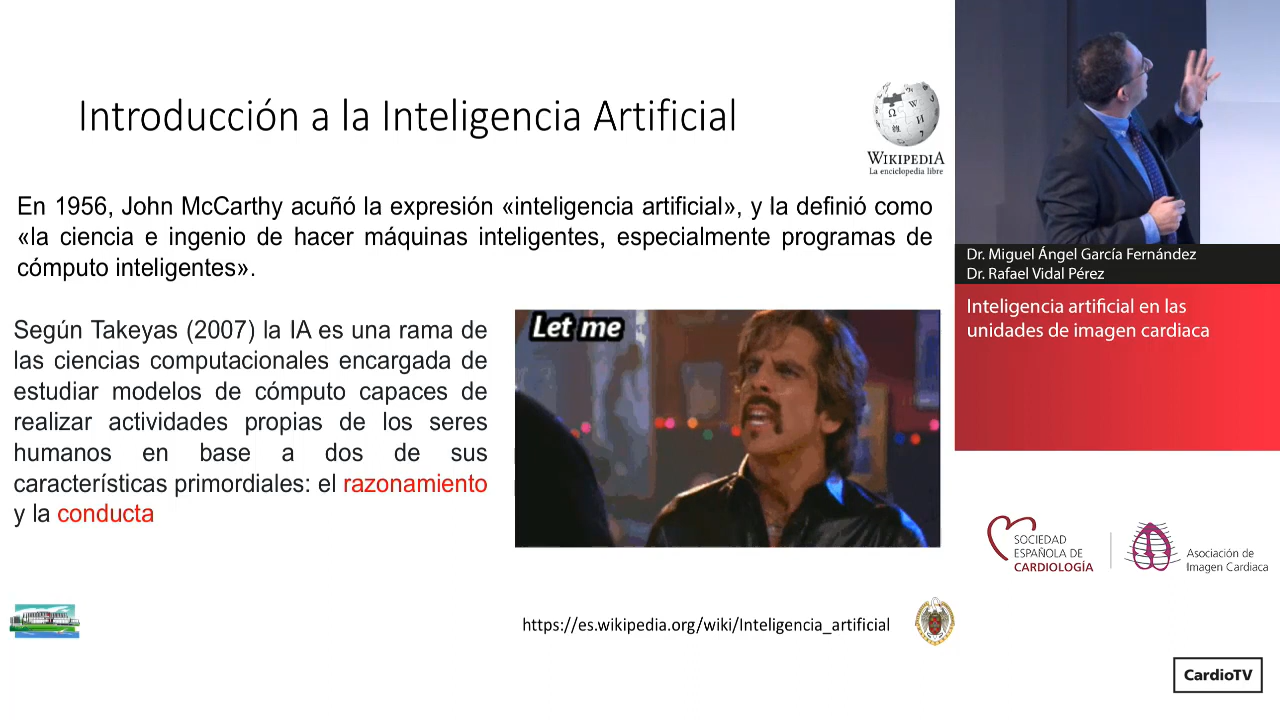 Introducción a la Inteligencia Artificial
WIKIPEDIA
La enciclopedia libre
En 1956, John McCarthy acuñó la expresión «inteligencia artificial», y la definió como
«la ciencia e ingenio de hacer máquinas inteligentes, especialmente programas de
cómputo inteligentes».
Según Takeyas (2007) la IA es una rama de
las ciencias computacionales encargada de
estudiar modelos de cómputo capaces de
realizar actividades propias de los seres
humanos en base a dos de sus
características primordiales: el razonamiento
y la conducta
Let me
https://es.wikipedia.org/wiki/Inteligencia_artificial
Dr. Miguel Ángel García Fernández
Dr. Rafael Vidal Pérez
Inteligencia artificial en las
unidades de imagen cardiaca
SOCIEDAD
ESPAÑOLA DE
CARDIOLOGÍA
Asociación de
Imagen Cardiaca
CardioTV